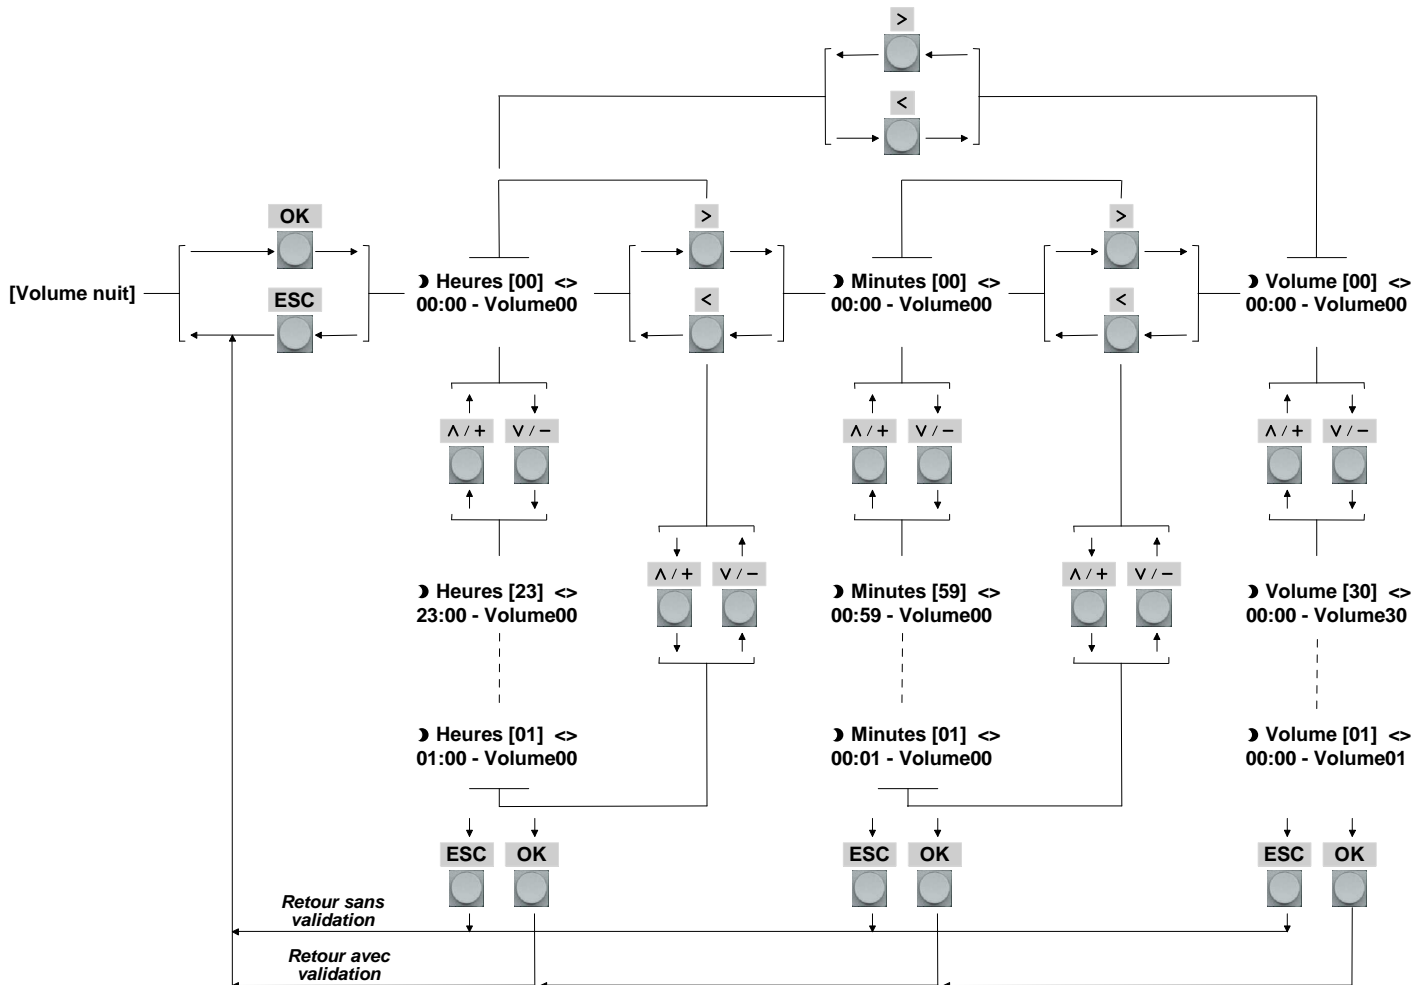 >
<
OK
>
>
[Volume nuit]
☽ Heures [00] <>
00:00 - Volume00
☽ Minutes [00] <>
00:00 - Volume00
☽ Volume [00] <>
00:00 - Volume00
ESC
<
<
∧ / +
∨ / −
∧ / +
∨ / −
∧ / +
∨ / −
∧ / +
∨ / −
∧ / +
∨ / −
☽ Heures [23] <>
23:00 - Volume00
☽ Minutes [59] <>
00:59 - Volume00
☽ Volume [30] <>
00:00 - Volume30
☽ Heures [01] <>
01:00 - Volume00
☽ Minutes [01] <>
00:01 - Volume00
☽ Volume [01] <>
00:00 - Volume01
ESC
OK
ESC
OK
ESC
OK
Retour sans
validation
Retour avec
validation